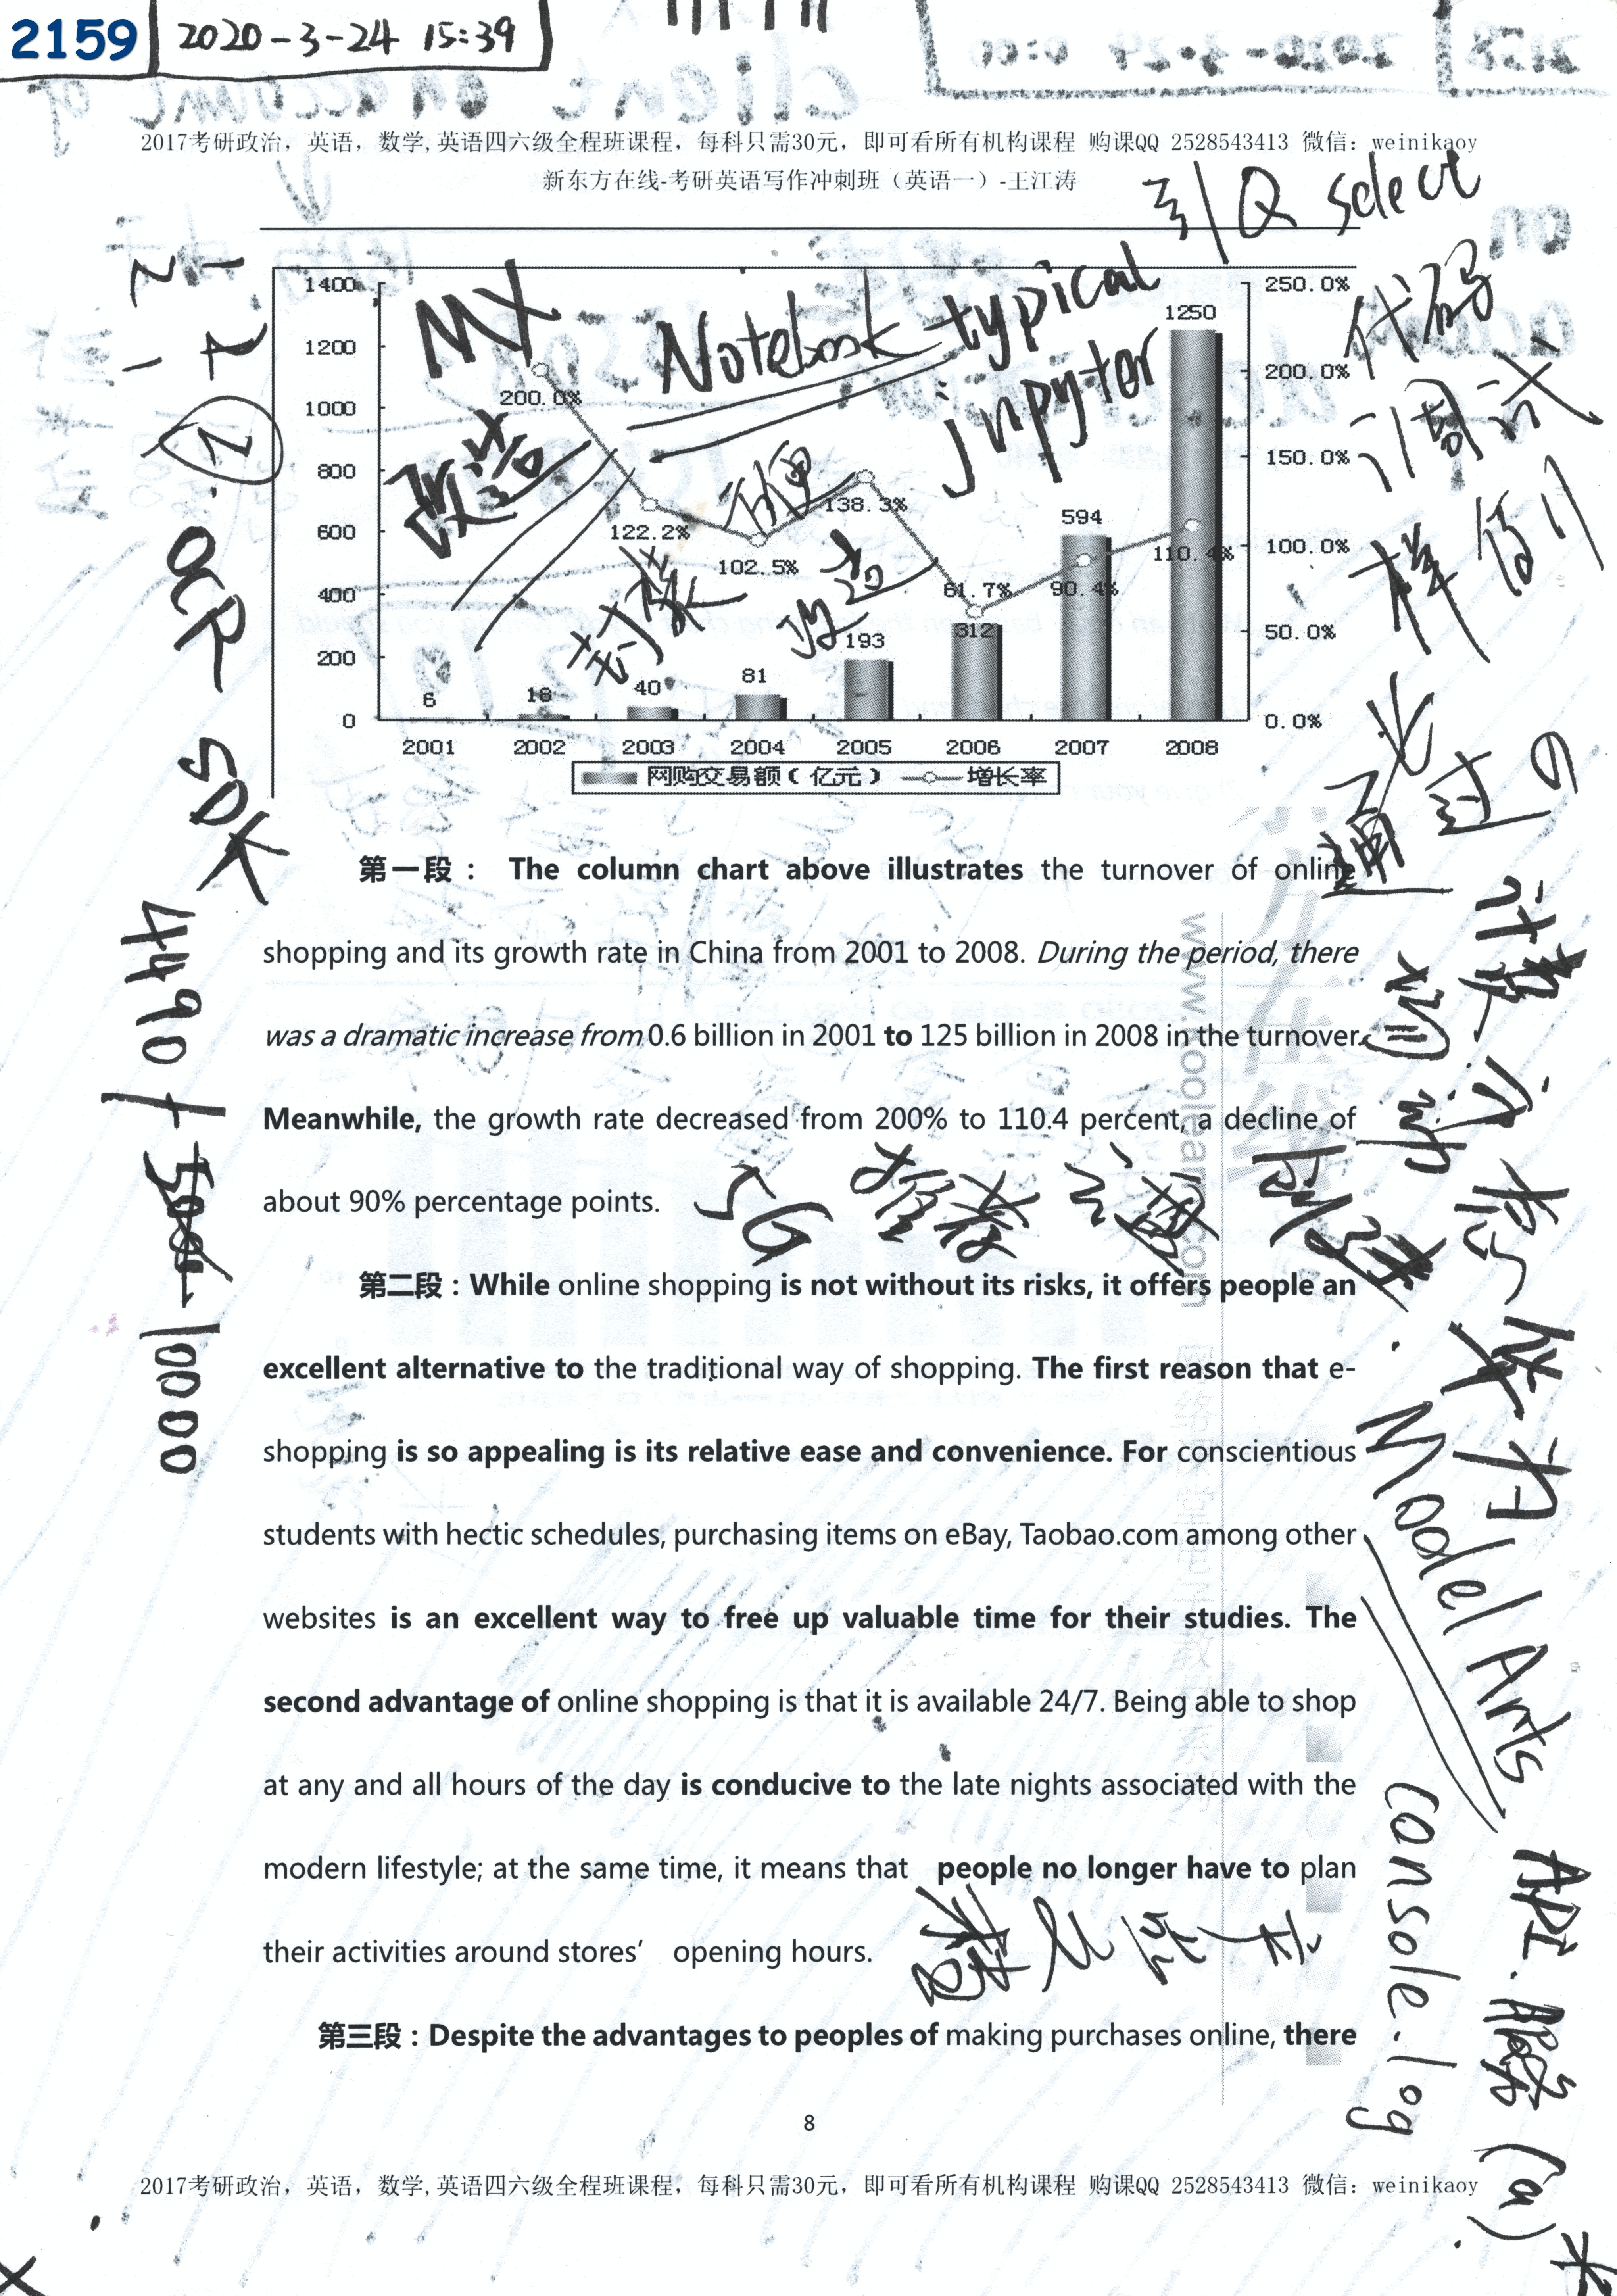 2159
2020-3-24 15:39
2017考研政治，英语，数学,英语四六级全程班课程，每科只需30元，即可看所有机构课程 购课QQ 2528543413 微信：weinikaoy
新东方在线-考研英语写作冲刺班（英语一）-王江涛
引Q select
代码
调试
样例
MX
Notebook typical
jupyter
改造
封装
改造
1400 250.0%
1250
1200 200.0%
200.0%
1000
800 150.0%
138.3%
594
600 122.2% 100.0%
102.5% 110.4%
400 61.7% 90.4%
312
50.0%
200 193
81
6 18 40
0 0.0%
2001 2002 2003 2004 2005 2006 2007 2008
网购交易额（亿元） 增长率
OCR SDK
4490
10000
第一段： The column chart above illustrates the turnover of online
shopping and its growth rate in China from 2001 to 2008. During the period, there
was a dramatic increase from 0.6 billion in 2001 to 125 billion in 2008 in the turnover.
Meanwhile, the growth rate decreased from 200% to 110.4 percent, a decline of
about 90% percentage points.
5G 推荐
第二段：While online shopping is not without its risks, it offers people an
excellent alternative to the traditional way of shopping. The first reason that e-
shopping is so appealing is its relative ease and convenience. For conscientious
students with hectic schedules, purchasing items on eBay, Taobao.com among other
websites is an excellent way to free up valuable time for their studies. The
second advantage of online shopping is that it is available 24/7. Being able to shop
at any and all hours of the day is conducive to the late nights associated with the
modern lifestyle; at the same time, it means that people no longer have to plan
their activities around stores’ opening hours.
第三段：Despite the advantages to peoples of making purchases online, there
通过
ModelArts
console.log
API.服务
8
2017考研政治，英语，数学,英语四六级全程班课程，每科只需30元，即可看所有机构课程 购课QQ 2528543413 微信：weinikaoy